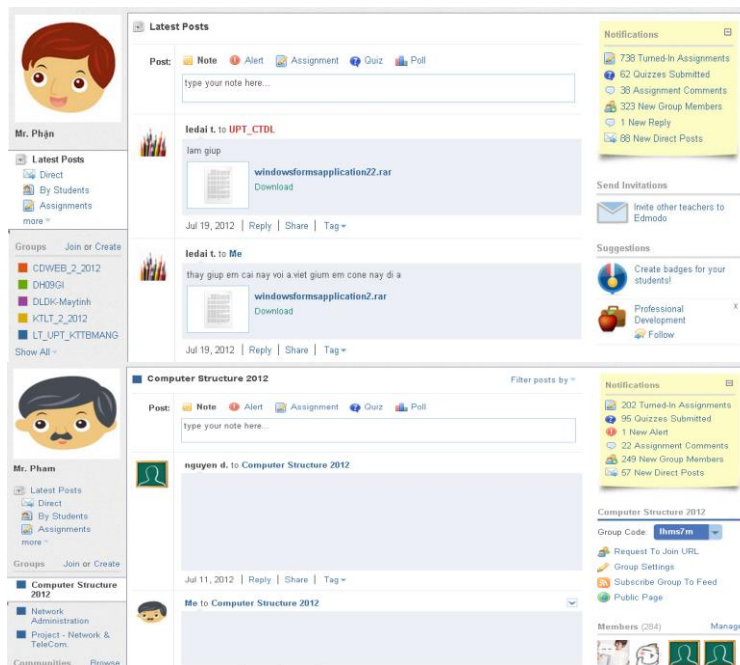 Latest Posts
Post: Note Alert Assignment Quiz Poll
type your note here...
Mr. Phận
Latest Posts
Direct
By Students
Assignments
more
Groups Join or Create
CDWEB_2_2012
DH09GI
DLDK-Maytinh
KTLT_2_2012
LT_UPT_KTTBMANG
Show All
ledai t. to UPT_CTDL
lam giup
windowsformsapplication22.rar
Download
Jul 19, 2012 | Reply | Share | Tag
ledai t. to Me
thay giup em cai nay voi a.viet gium em cone nay di a
windowsformsapplication2.rar
Download
Jul 19, 2012 | Reply | Share | Tag
Notifications
738 Turned-In Assignments
62 Quizzes Submitted
38 Assignment Comments
323 New Group Members
1 New Reply
88 New Direct Posts
Send Invitations
Invite other teachers to
Edmodo
Suggestions
Create badges for your
students!
Professional
Development
Follow
x
Computer Structure 2012 Filter posts by
Post: Note Alert Assignment Quiz Poll
type your note here...
Mr. Pham
Latest Posts
Direct
By Students
Assignments
more
Groups Join or Create
Computer Structure
2012
Network
Administration
Project - Network &
TeleCom.
Communities Browse
nguyen d. to Computer Structure 2012
Jul 11, 2012 | Reply | Share | Tag
Me to Computer Structure 2012
Notifications
202 Turned-In Assignments
95 Quizzes Submitted
1 New Alert
22 Assignment Comments
249 New Group Members
57 New Direct Posts
Computer Structure 2012
Group Code: lhms7m
Request To Join URL
Group Settings
Subscribe Group To Feed
Public Page
Members (284) Manage